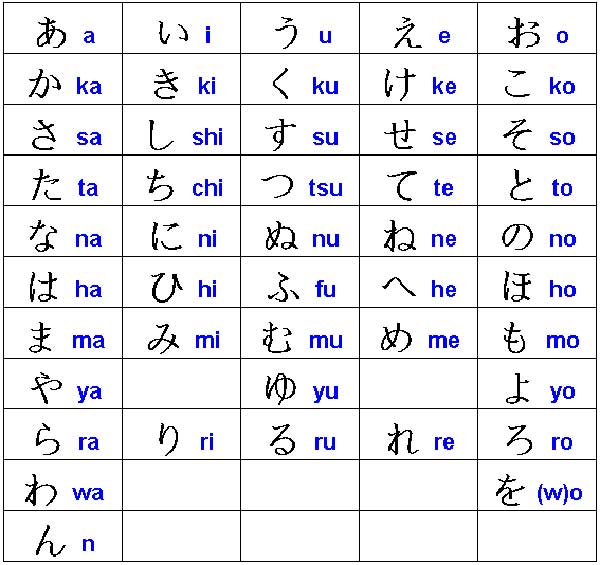 あ a い i う u え e お o
か ka き ki く ku け ke こ ko
さ sa し shi す su せ se そ so
た ta ち chi つ tsu て te と to
な na に ni ぬ nu ね ne の no
は ha ひ hi ふ fu へ he ほ ho
ま ma み mi む mu め me も mo
や ya ゆ yu よ yo
ら ra り ri る ru れ re ろ ro
わ wa を (w)o
ん n